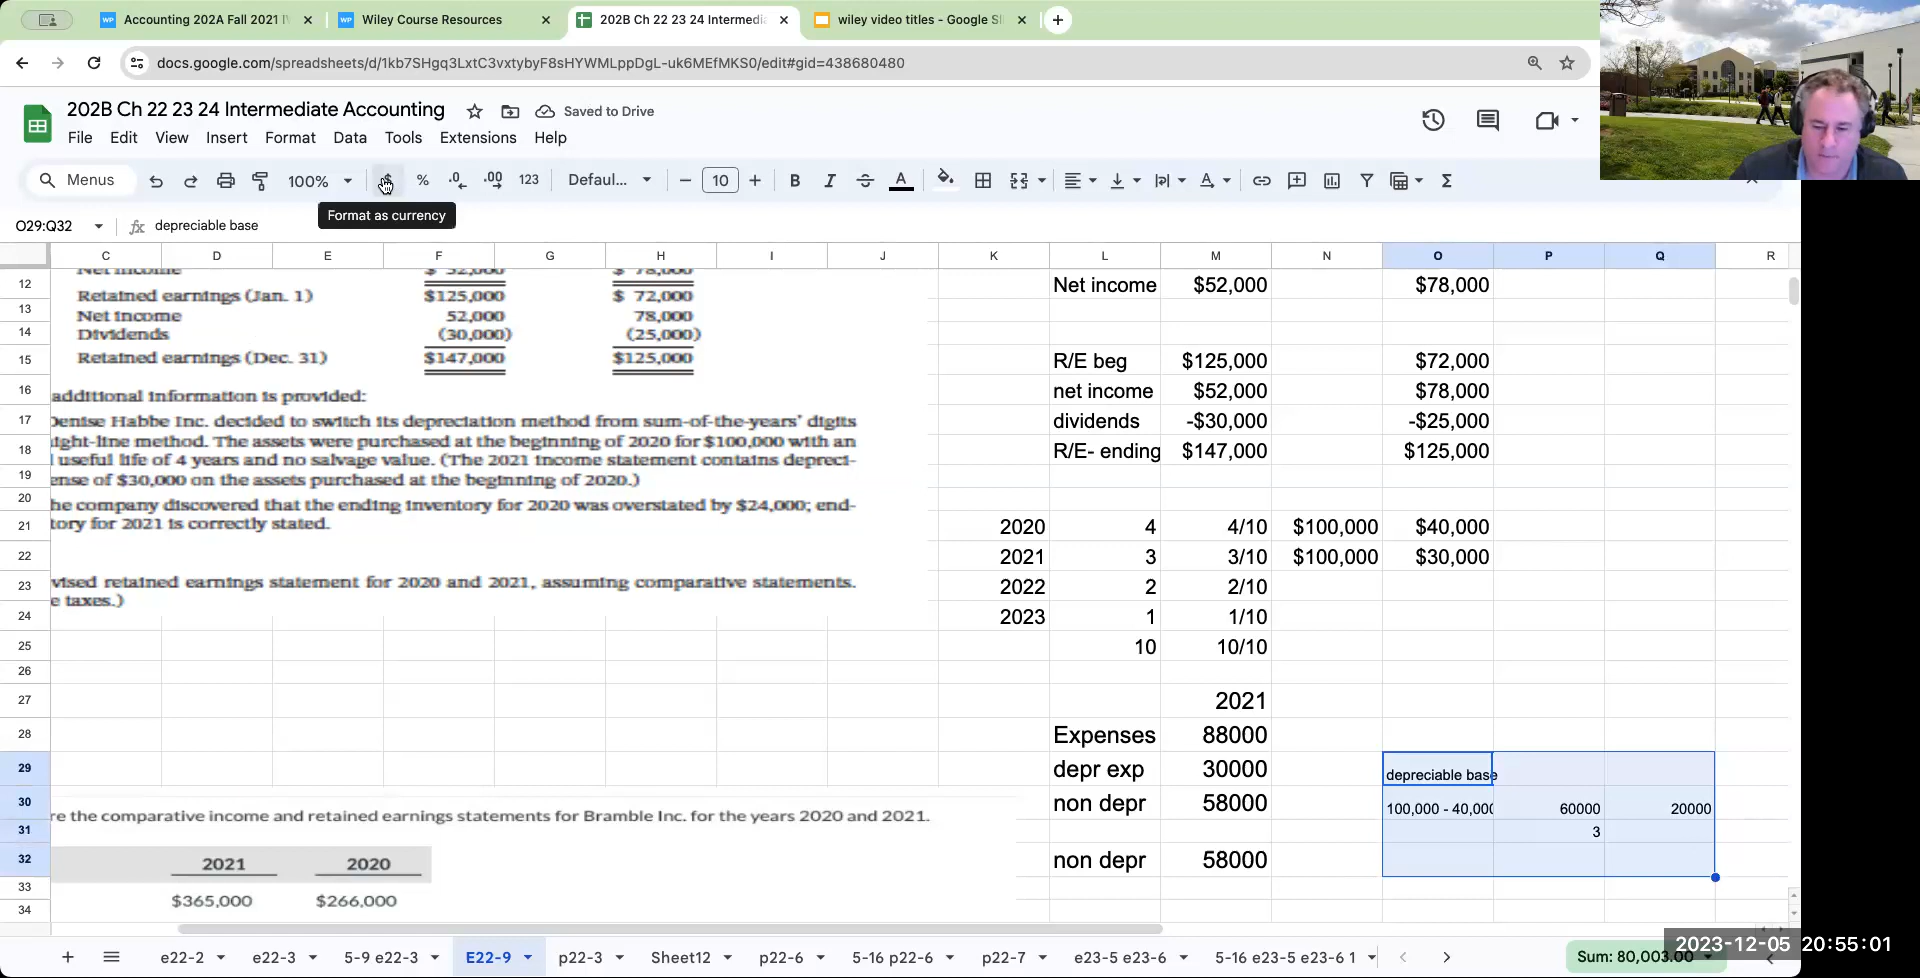 Accounting 202A Fall 2021
Wiley Course Resources
202B Ch 22 23 24 Intermedi
wiley video titles - Google Sl
docs.google.com/spreadsheets/d/1kb7SHgq3LxtC3vxtybyF8sHYWMLppDgL-uk6MEfMKS0/edit#gid=438680480
202B Ch 22 23 24 Intermediate Accounting
Saved to Drive
File Edit View Insert Format Data Tools Extensions Help
Menus 100% $ % .0 .00 123 Defaul... 10 B I A
Format as currency
O29:Q32 fx depreciable base
C D E F G H I J K L M N O P Q R
12 Net income $ 52,000 $ 78,000 Net income $52,000 $78,000
13 Retained earnings (Jan. 1) $125,000 $ 72,000
Net income 52,000 78,000
14 Dividends (30,000) (25,000)
15 Retained earnings (Dec. 31) $147,000 $125,000 R/E beg $125,000 $72,000
16 additional information is provided: net income $52,000 $78,000
17 Denise Habbe Inc. decided to switch its depreciation method from sum-of-the-years' digits dividends -$30,000 -$25,000
18 ight-line method. The assets were purchased at the beginning of 2020 for $100,000 with an R/E- ending $147,000 $125,000
l useful life of 4 years and no salvage value. (The 2021 income statement contains depreci-
19 ense of $30,000 on the assets purchased at the beginning of 2020.)
20 he company discovered that the ending inventory for 2020 was overstated by $24,000; end-
21 tory for 2021 is correctly stated. 2020 4 4/10 $100,000 $40,000
22 2021 3 3/10 $100,000 $30,000
23 vised retained earnings statement for 2020 and 2021, assuming comparative statements. 2022 2 2/10
24 e taxes.) 2023 1 1/10
25 10 10/10
26
27 2021
28 Expenses 88000
29 depr exp 30000 depreciable base
30 re the comparative income and retained earnings statements for Bramble Inc. for the years 2020 and 2021. non depr 58000 100,000 - 40,000 60000 20000
31 3
32 2021 2020 non depr 58000
33 $365,000 $266,000
34
+ e22-2 e22-3 5-9 e22-3 E22-9 p22-3 Sheet12 p22-6 5-16 p22-6 p22-7 e23-5 e23-6 5-16 e23-5 e23-6 1 Sum: 80,003.00
2023-12-05 20:55:01